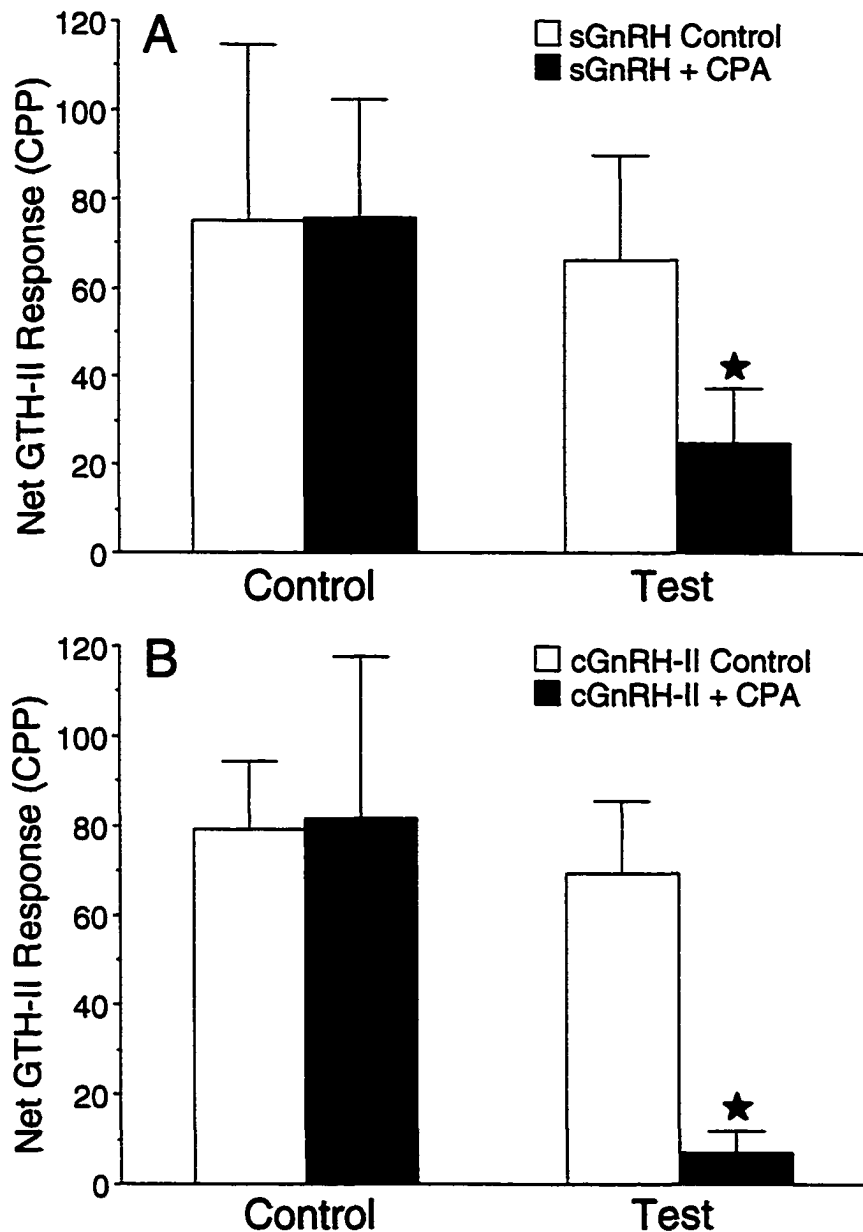 A
sGnRH Control
sGnRH + CPA
Net GTH-II Response (CPP)
120
100
80
60
40
20
0
Control Test
B
cGnRH-II Control
cGnRH-II + CPA
Net GTH-II Response (CPP)
120
100
80
60
40
20
0
Control Test